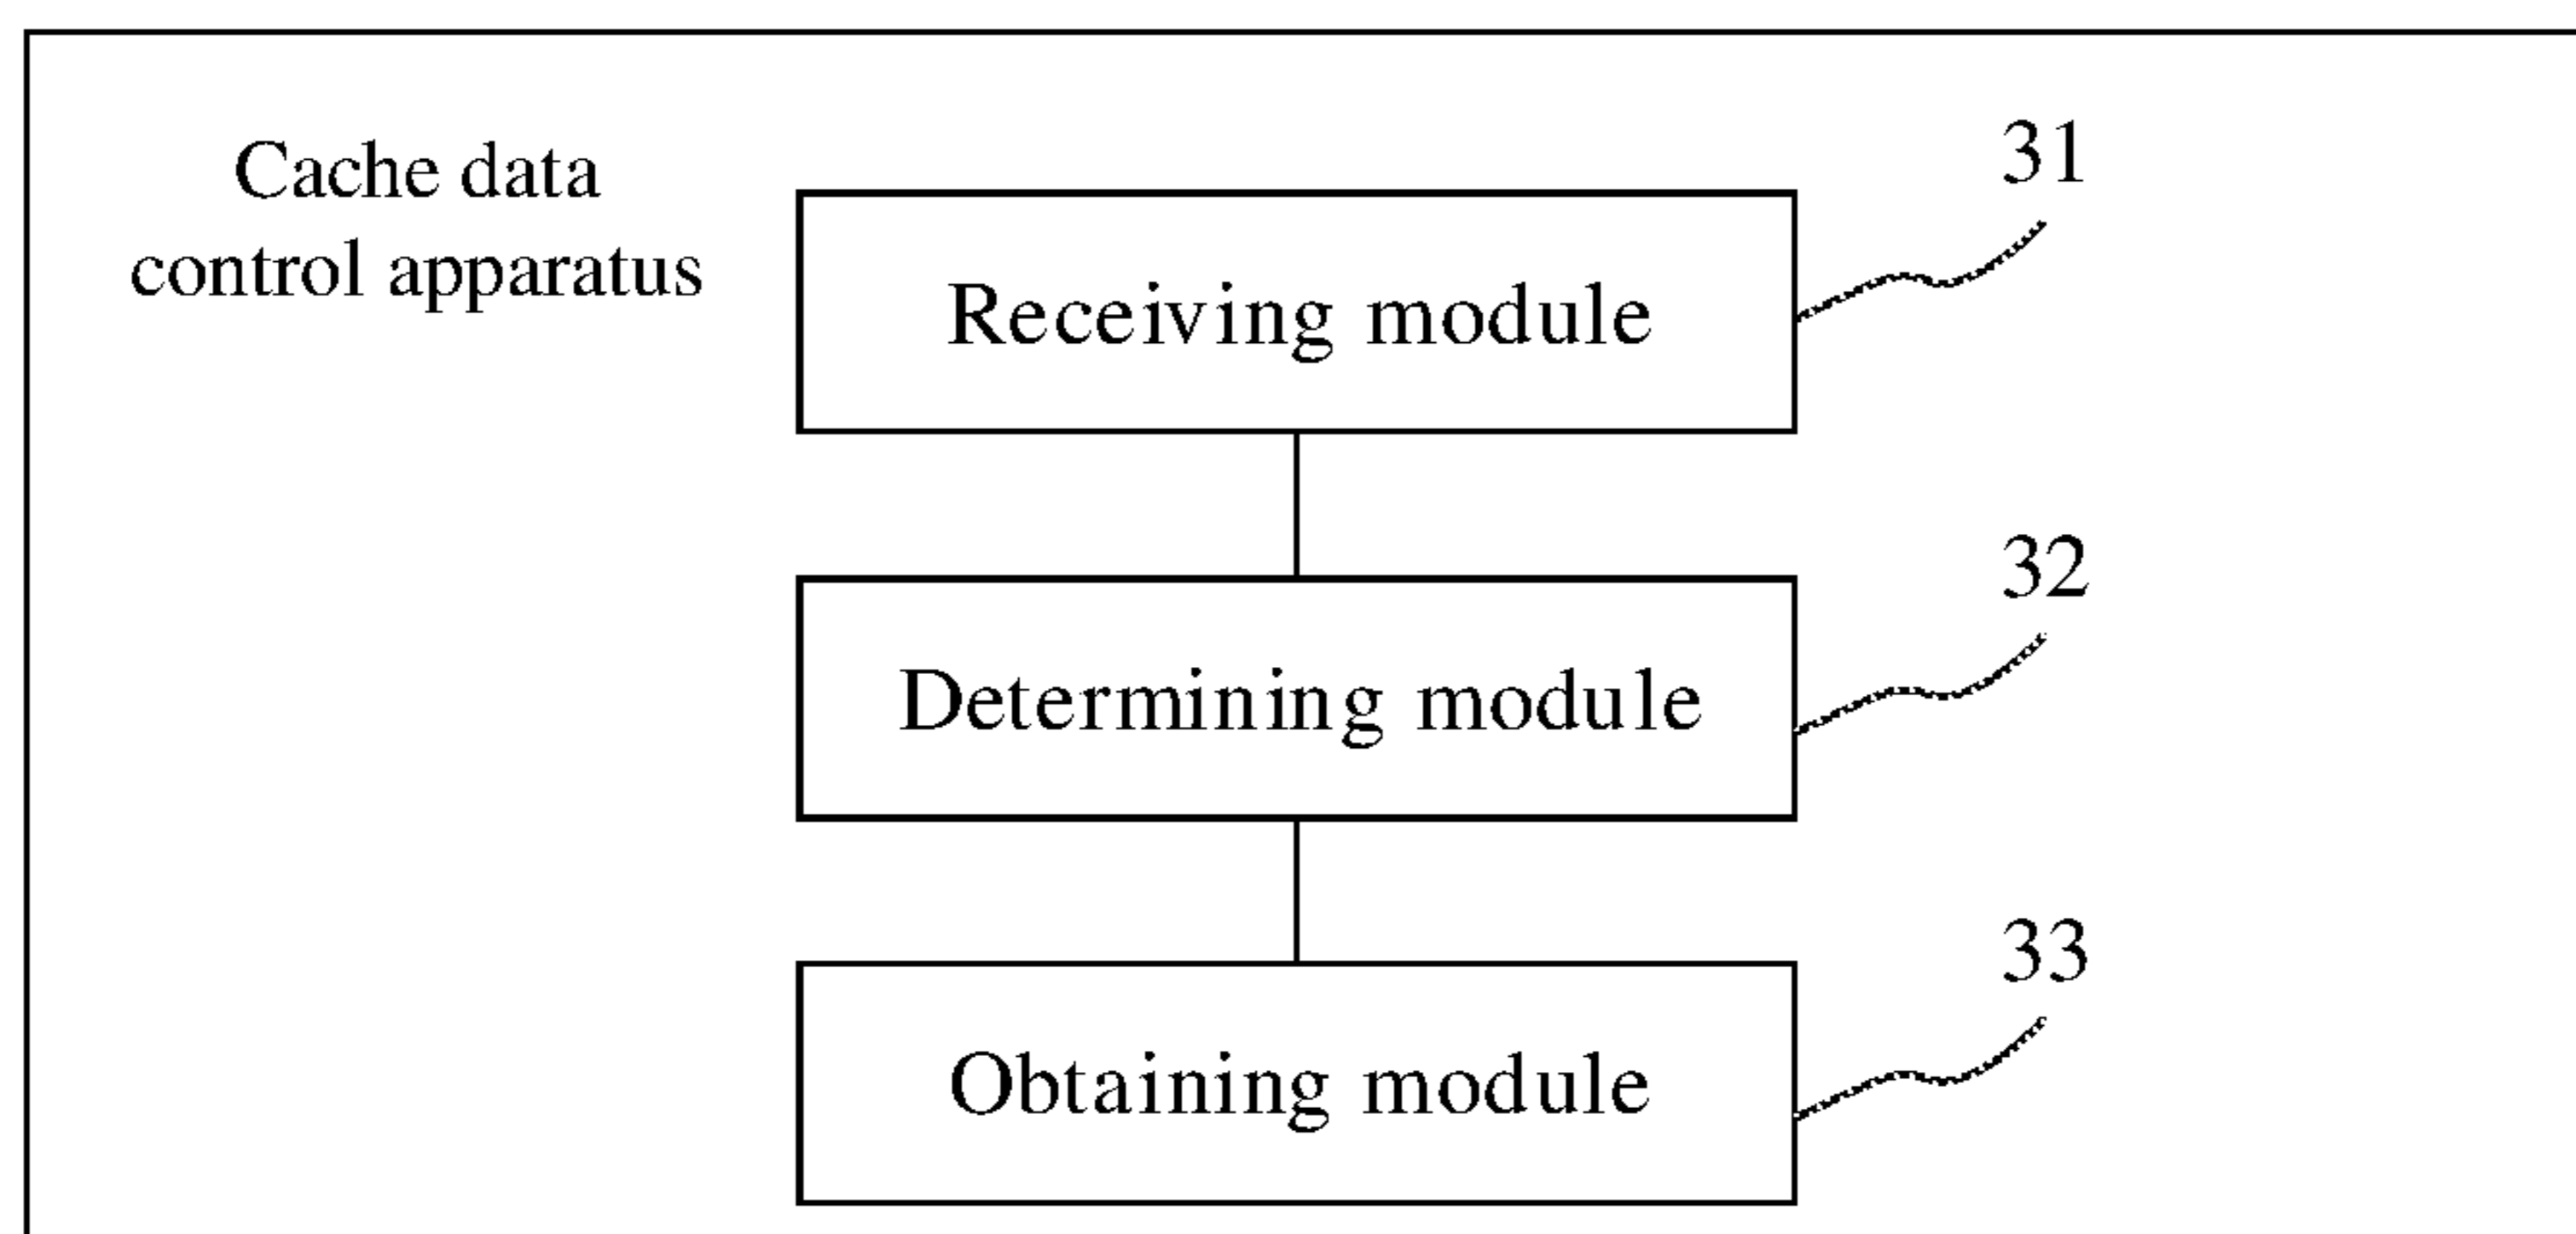 Cache data
control apparatus
31
Receiving module
32
Determining module
33
Obtaining module